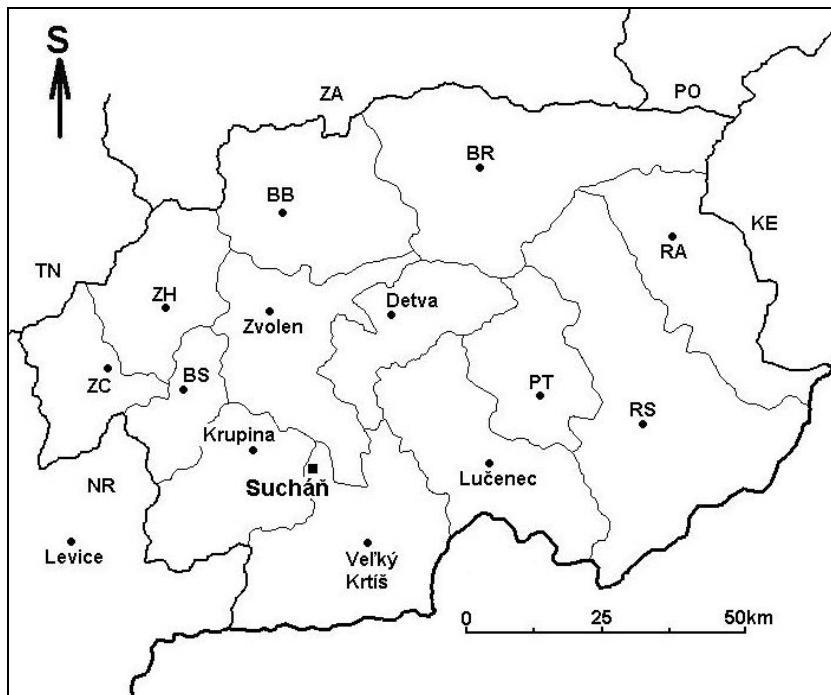 S
ZA
PO
BR
BB
KE
RA
TN
ZH
Detva
Zvolen
ZC
BS
PT
RS
Krupina
Lučenec
Sucháň
NR
Levice
Veľký
Krtíš
0 25 50km